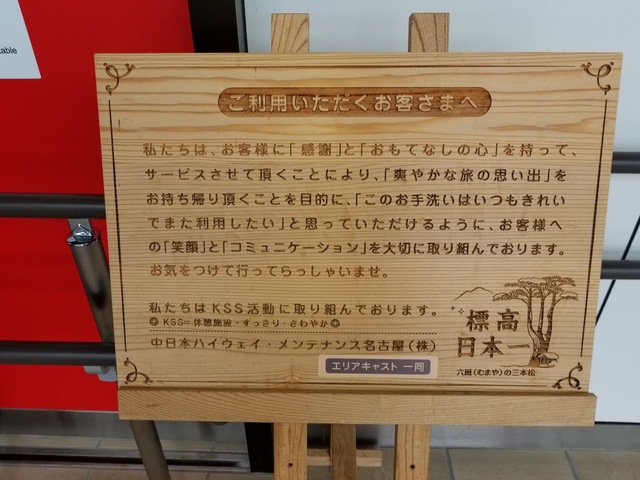 table
ご利用いただくお客さまへ
私たちは、お客様に「感謝」と「おもてなしの心」を持って、
サービスさせて頂くことにより、「爽やかな旅の思い出」を
お持ち帰り頂くことを目的に、「このお手洗いはいつもきれい
でまた利用したい」と思っていただけるように、お客様へ
の「笑顔」と「コミュニケーション」を大切に取り組んでおります。
お気をつけて行ってらっしゃいませ。
私たちはKSS活動に取り組んでおります。
KSS=休憩施設・すっきり・さわやか
中日本ハイウェイ・メンテナンス名古屋(株)
エリアキャスト 一同
標高
日本一
(むまや)の三本松